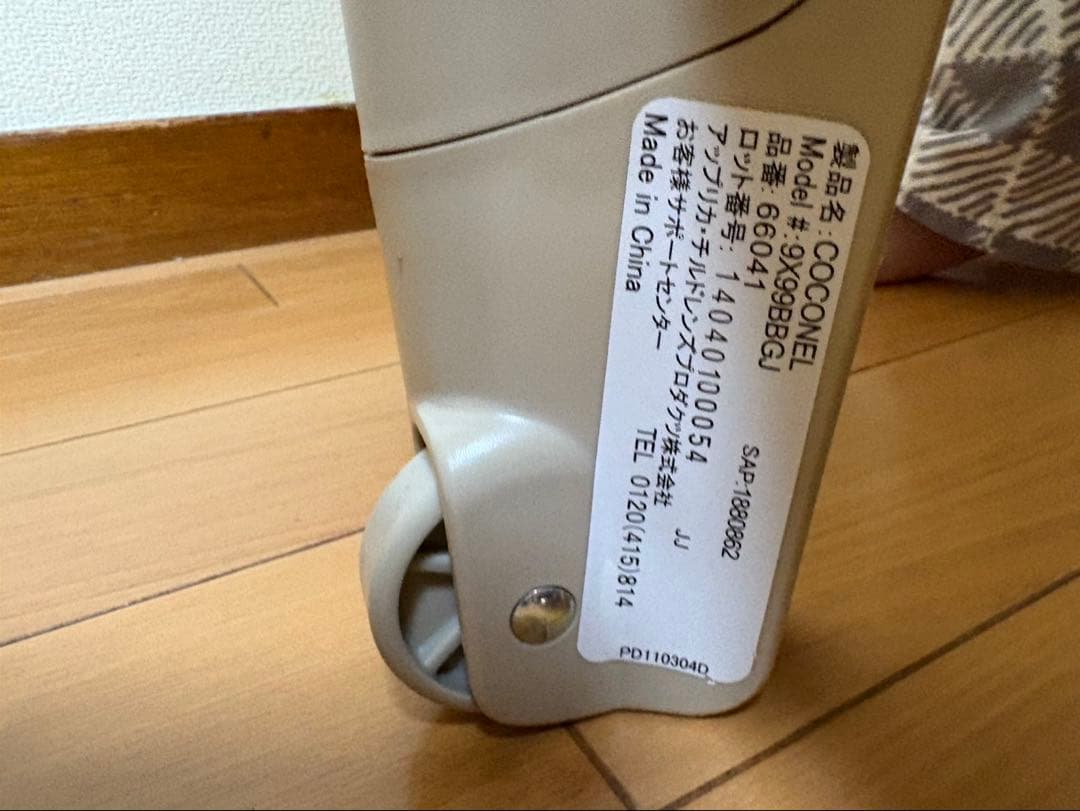 製品名:COCONEL
Model #:9X99BBGJ
品番:66041
SAP:1880862
ロット番号: 14040100054
アップリカ・チルドレンズプロダクツ株式会社 JJ
お客様サポートセンター TEL 0120(415)814
Made in China
PD110304D